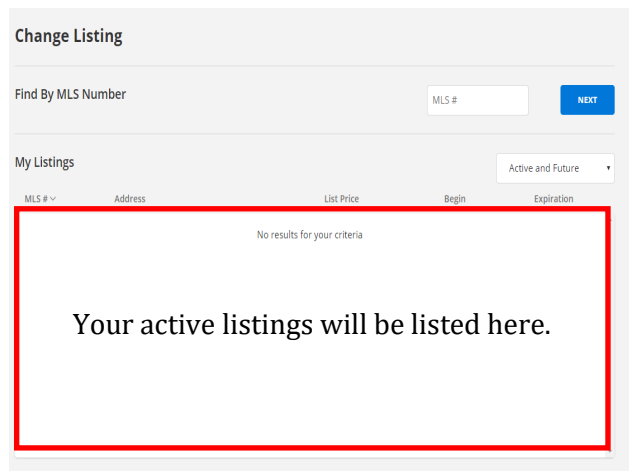 Change Listing
Find By MLS Number
MLS #
NEXT
My Listings
Active and Future
MLS # Address List Price Begin Expiration
No results for your criteria
Your active listings will be listed here.